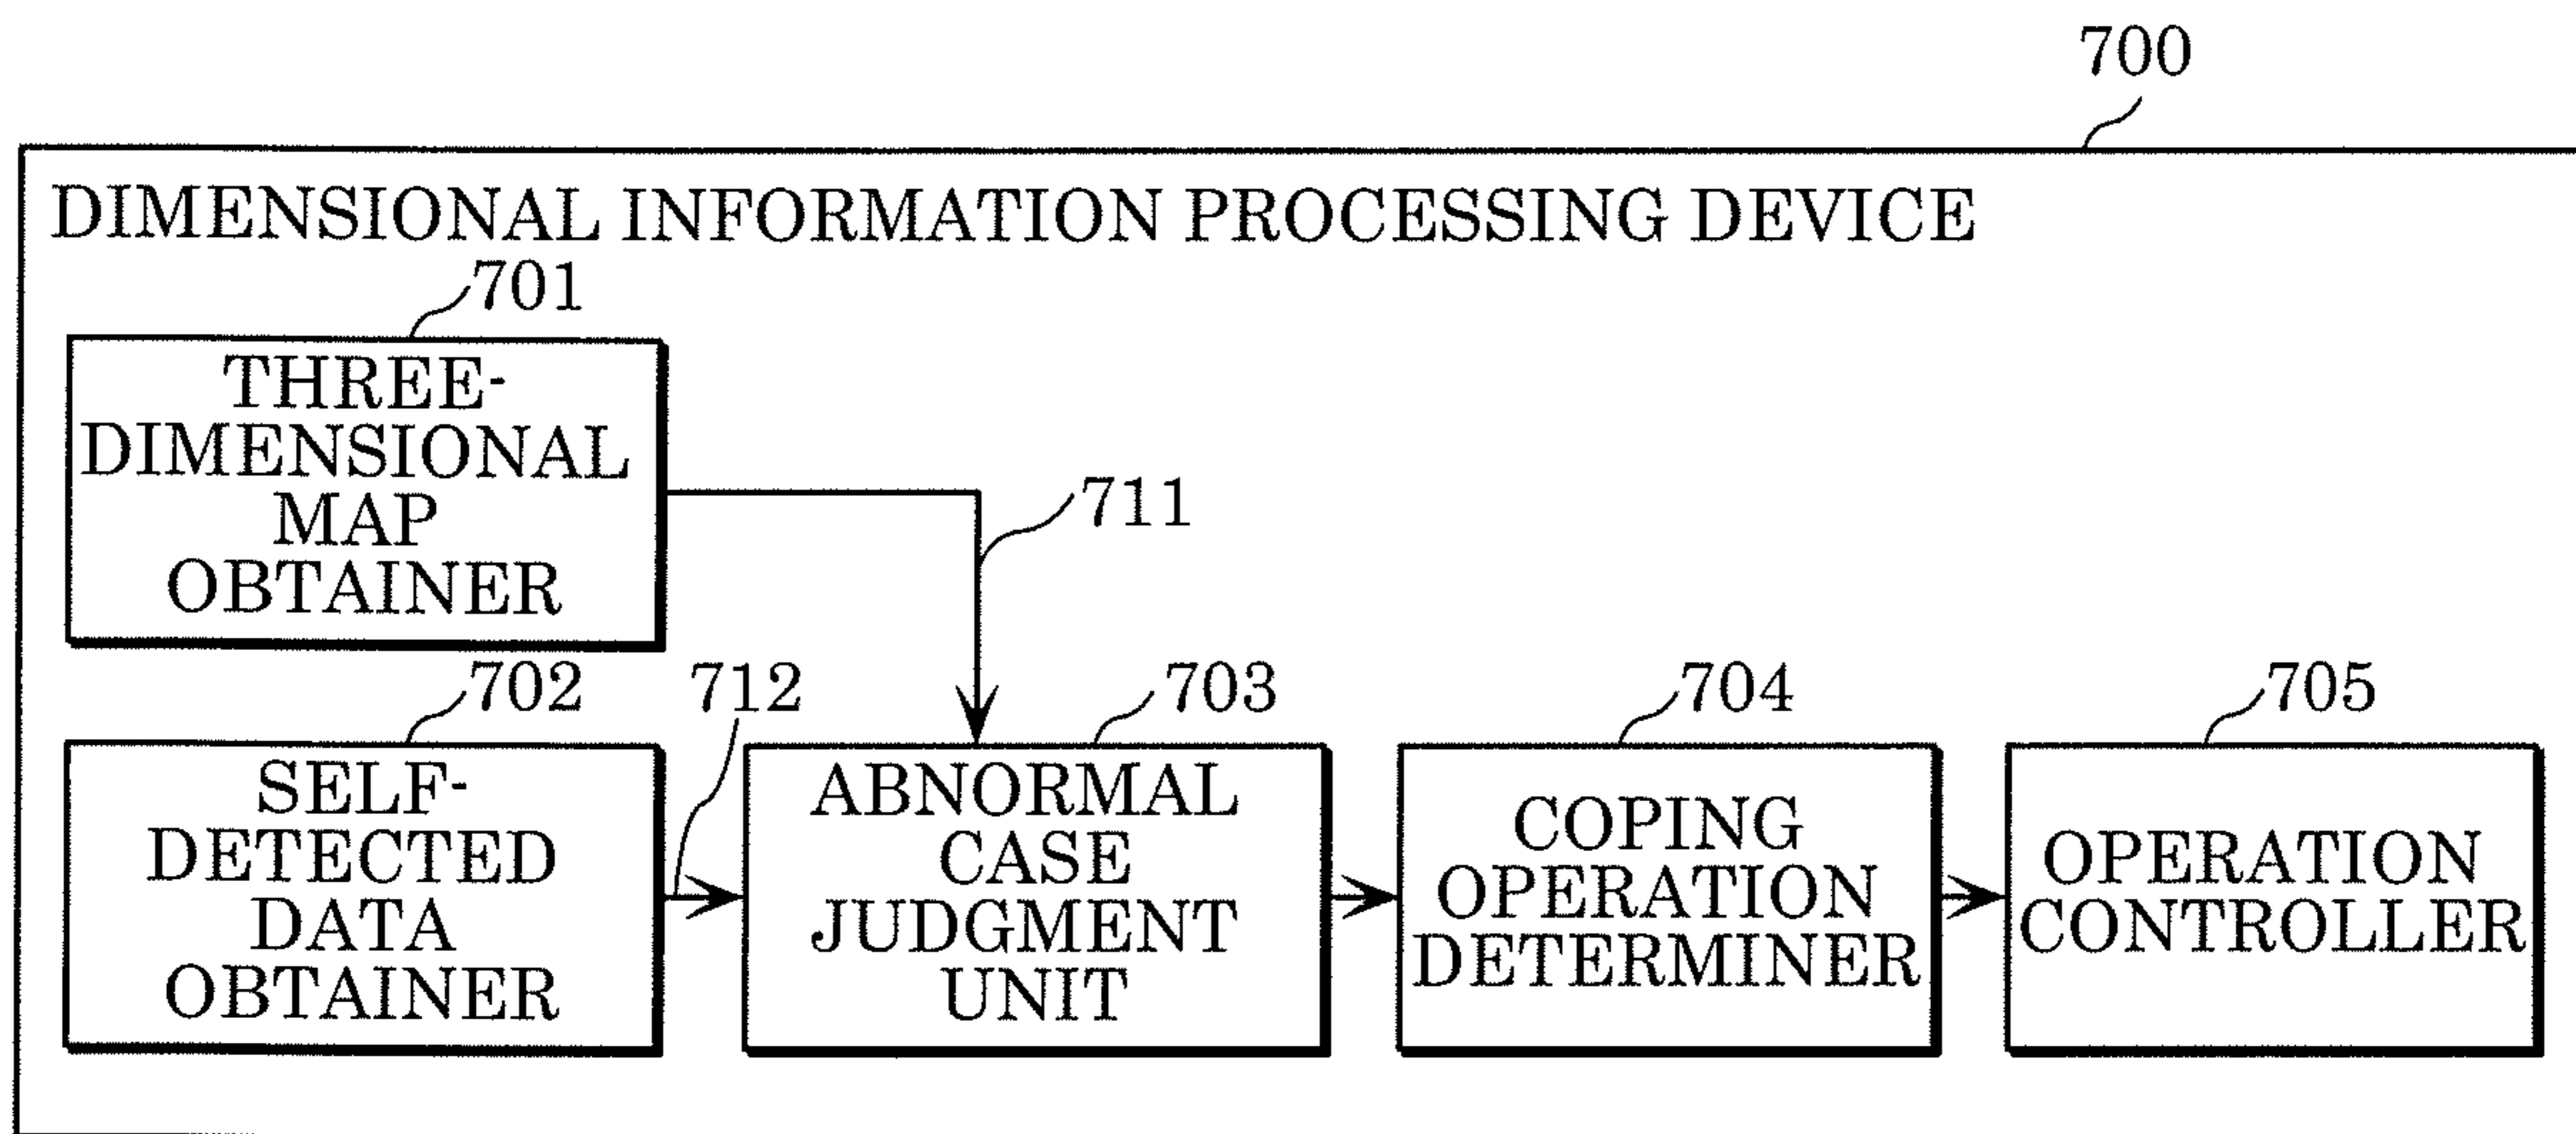 700
DIMENSIONAL INFORMATION PROCESSING DEVICE
701
THREE-
DIMENSIONAL
MAP
OBTAINER
711
702
SELF-
DETECTED
DATA
OBTAINER
712
703
ABNORMAL
CASE
JUDGMENT
UNIT
704
COPING
OPERATION
DETERMINER
705
OPERATION
CONTROLLER